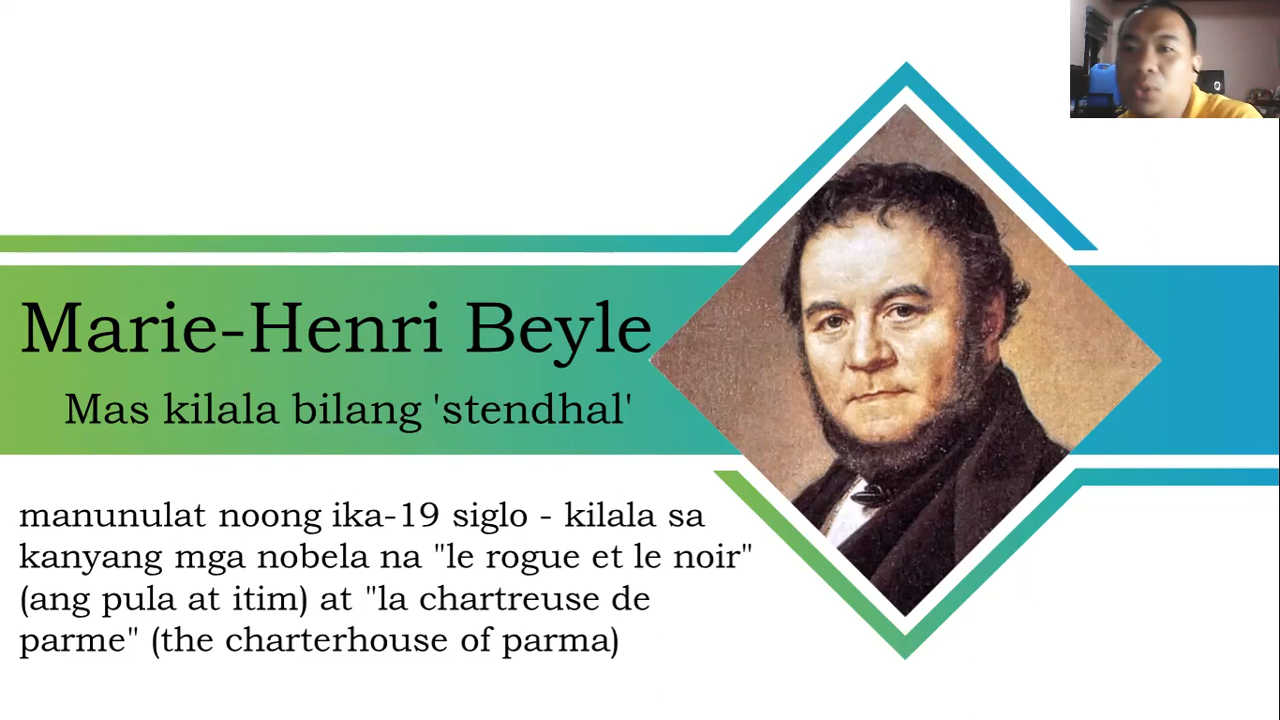 Marie-Henri Beyle
Mas kilala bilang 'stendhal'
manunulat noong ika-19 siglo - kilala sa
kanyang mga nobela na "le rogue et le noir"
(ang pula at itim) at "la chartreuse de
parme" (the charterhouse of parma)